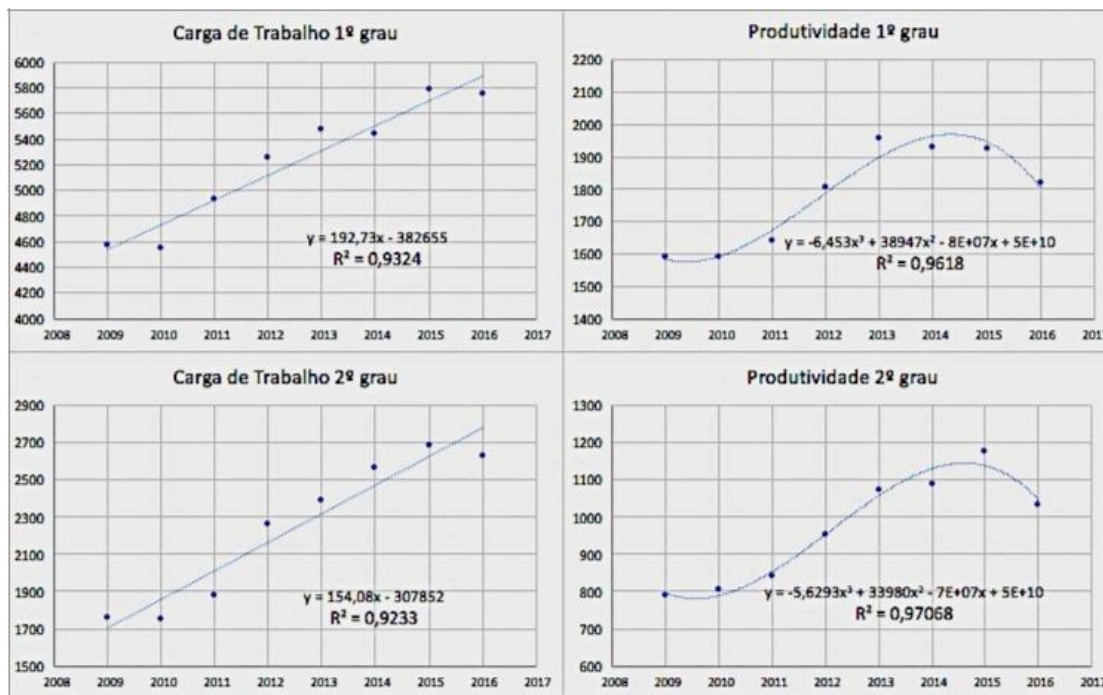 Carga de Trabalho 1º grau
6000
5800
5600
5400
5200
5000
4800
4600
4400
4200
4000
y = 192,73x - 382655
R² = 0,9324
2008 2009 2010 2011 2012 2013 2014 2015 2016 2017
Produtividade 1º grau
2200
2100
2000
1900
1800
1700
1600
1500
1400
y = -6,453x³ + 38947x² - 8E+07x + 5E+10
R² = 0,9618
2008 2009 2010 2011 2012 2013 2014 2015 2016 2017
Carga de Trabalho 2º grau
2900
2700
2500
2300
2100
1900
1700
1500
y = 154,08x - 307852
R² = 0,9233
2008 2009 2010 2011 2012 2013 2014 2015 2016 2017
Produtividade 2º grau
1300
1200
1100
1000
900
800
700
600
y = -5,6293x³ + 33980x² - 7E+07x + 5E+10
R² = 0,97068
2008 2009 2010 2011 2012 2013 2014 2015 2016 2017